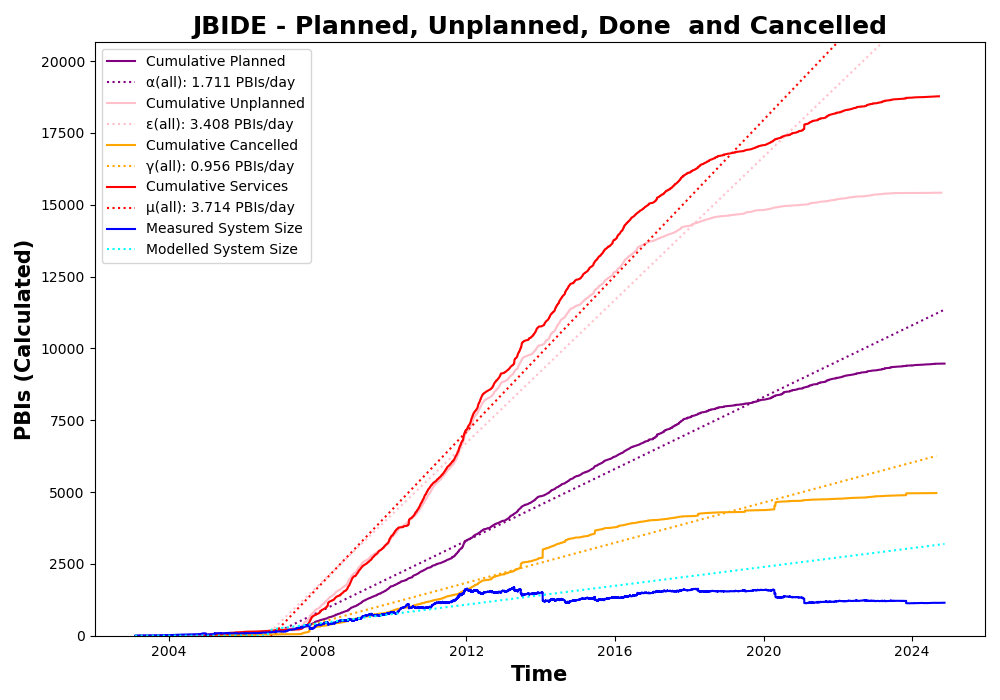 JBIDE - Planned, Unplanned, Done  and Cancelled
Cumulative Planned
α(all): 1.711 PBIs/day
Cumulative Unplanned
ε(all): 3.408 PBIs/day
Cumulative Cancelled
γ(all): 0.956 PBIs/day
Cumulative Services
μ(all): 3.714 PBIs/day
Measured System Size
Modelled System Size
PBIs (Calculated)
20000
17500
15000
12500
10000
7500
5000
2500
0
2004 2008 2012 2016 2020 2024
Time